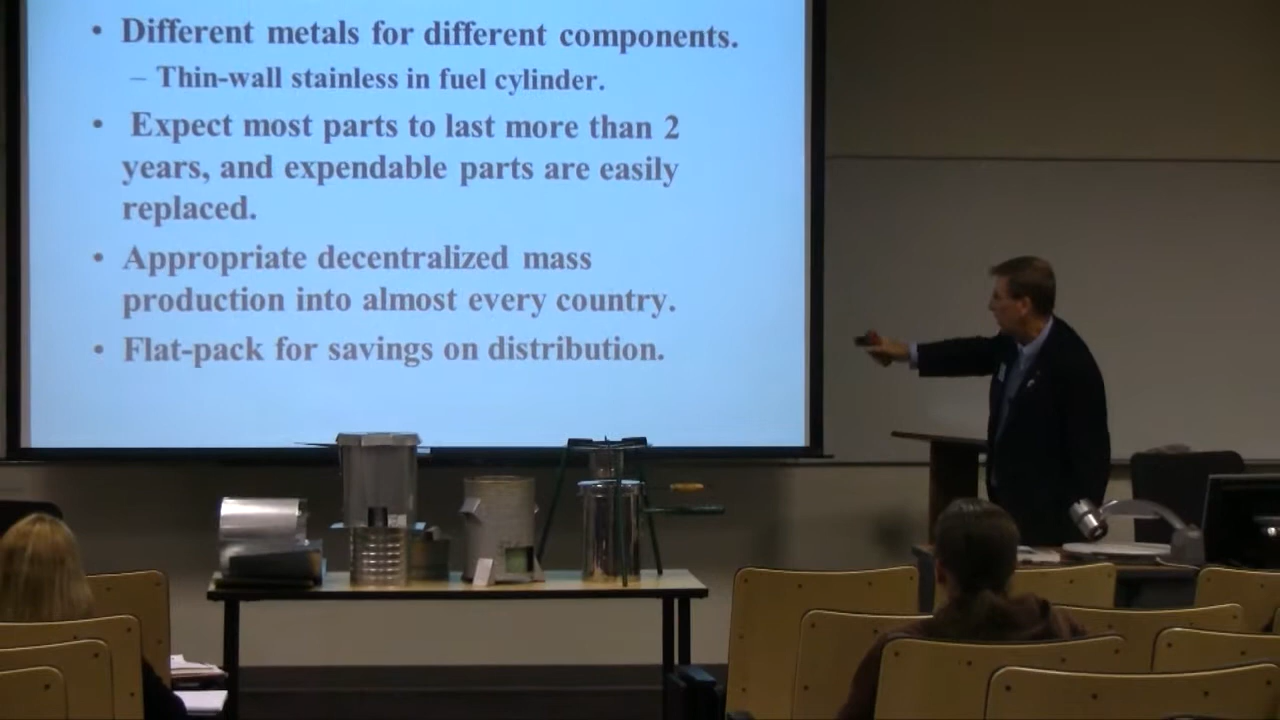 • Different metals for different components.
– Thin-wall stainless in fuel cylinder.
• Expect most parts to last more than 2
years, and expendable parts are easily
replaced.
• Appropriate decentralized mass
production into almost every country.
• Flat-pack for savings on distribution.